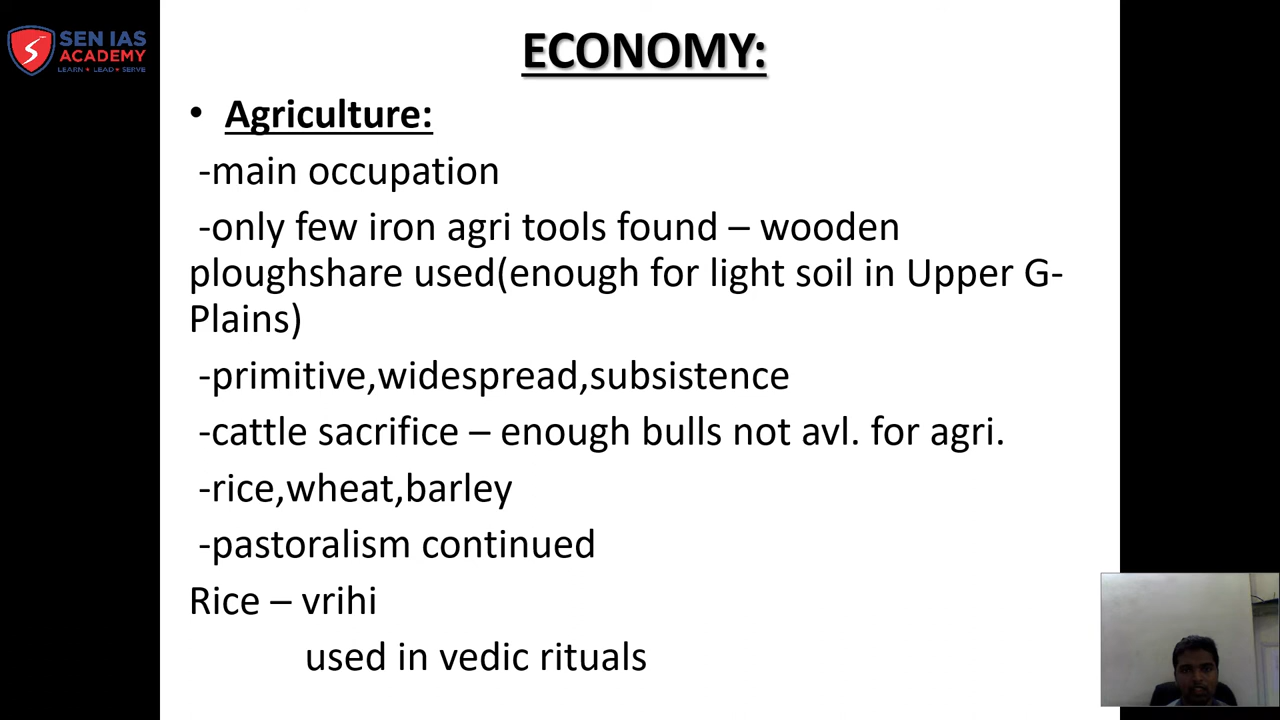 SEN IAS
ACADEMY
LEARN ★ LEAD ★ SERVE
ECONOMY:
• Agriculture:
-main occupation
-only few iron agri tools found – wooden
ploughshare used(enough for light soil in Upper G-
Plains)
-primitive,widespread,subsistence
-cattle sacrifice – enough bulls not avl. for agri.
-rice,wheat,barley
-pastoralism continued
Rice – vrihi
used in vedic rituals